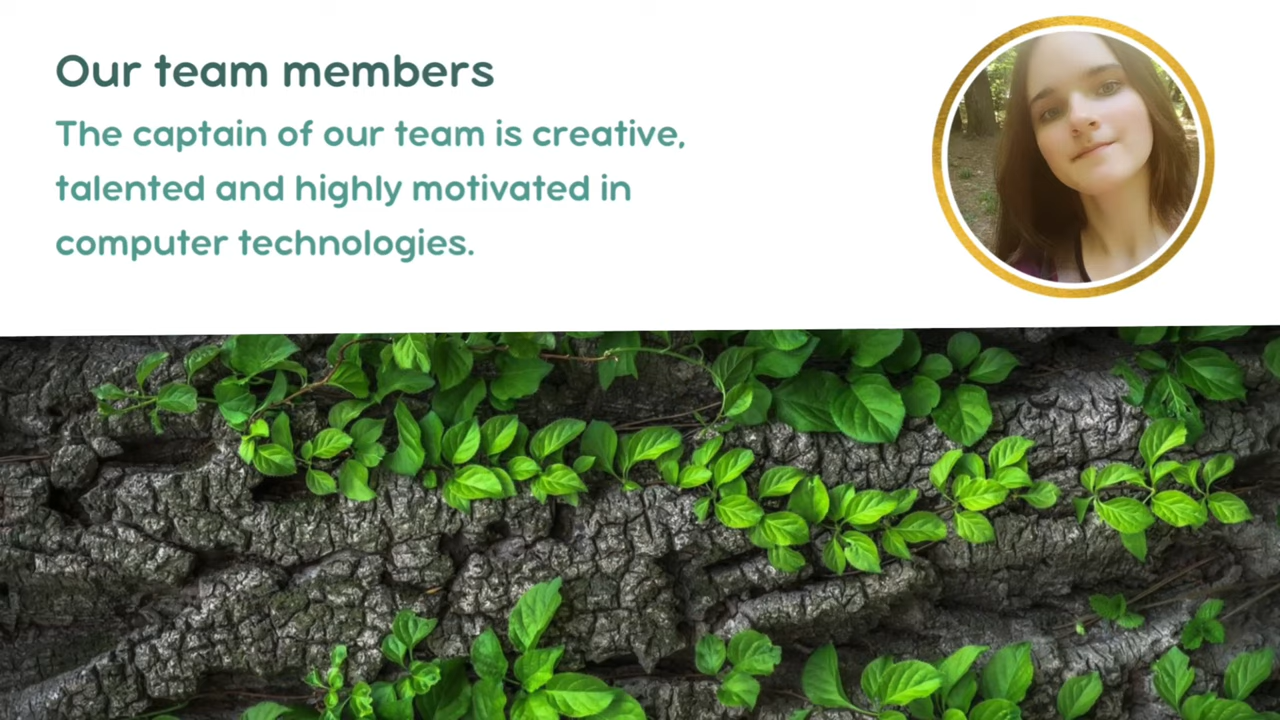 Our team members
The captain of our team is creative,
talented and highly motivated in
computer technologies.